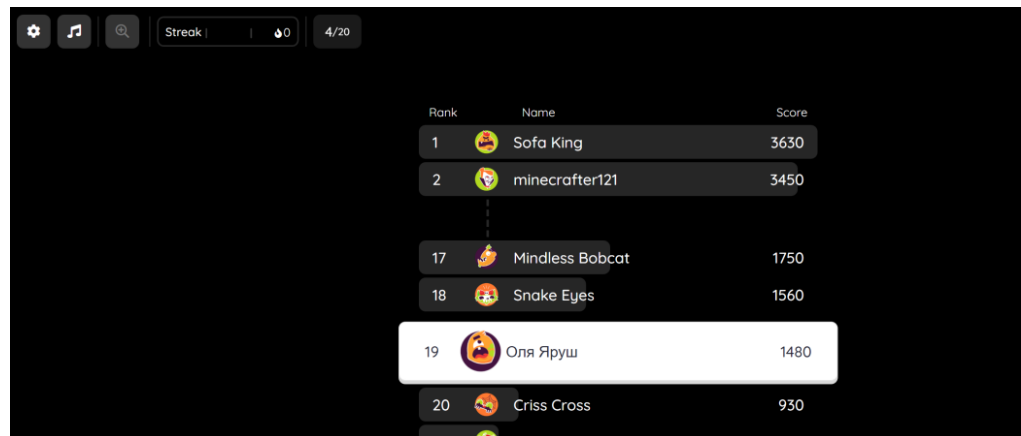 Streak 0 4/20
Rank Name Score
1 Sofa King 3630
2 minecrafter121 3450
17 Mindless Bobcat 1750
18 Snake Eyes 1560
19 Оля Яруш 1480
20 Criss Cross 930